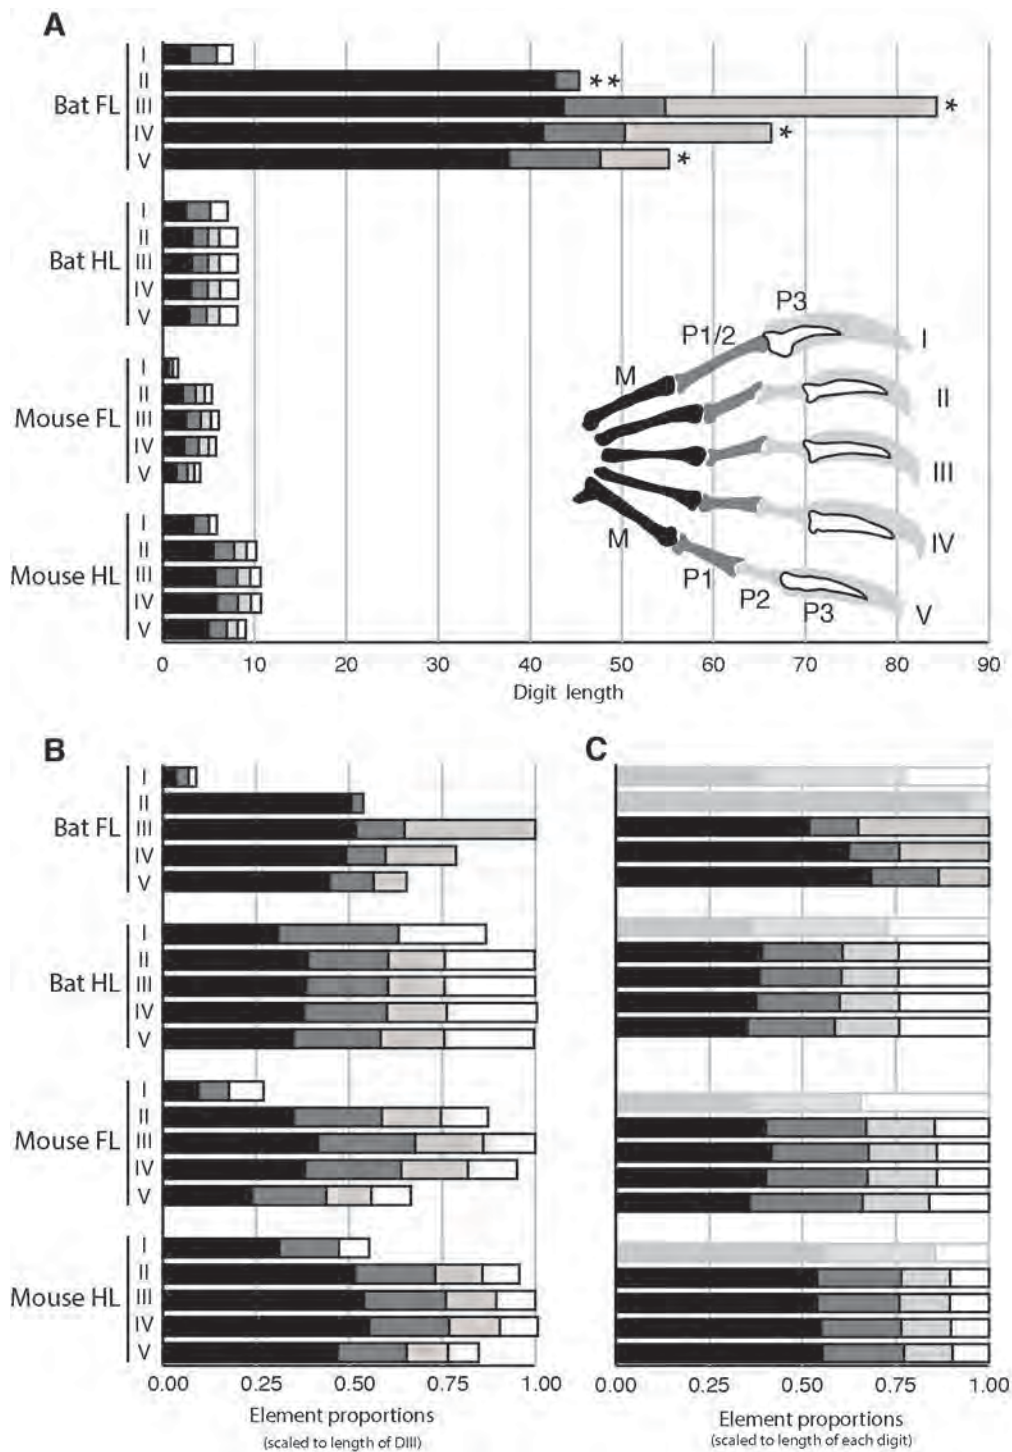 A
Bat FL
I
II
**
III
*
IV
*
V
*
Bat HL
I
II
III
IV
V
Mouse FL
I
II
III
IV
V
Mouse HL
I
II
III
IV
V
M
P1/2
P3
I
II
III
IV
V
M
P1
P2
P3
0 10 20 30 40 50 60 70 80 90
Digit length
B
Bat FL
I
II
III
IV
V
Bat HL
I
II
III
IV
V
Mouse FL
I
II
III
IV
V
Mouse HL
I
II
III
IV
V
0.00 0.25 0.50 0.75 1.00
Element proportions
(scaled to length of DIII)
C
0.00 0.25 0.50 0.75 1.00
Element proportions
(scaled to length of each digit)